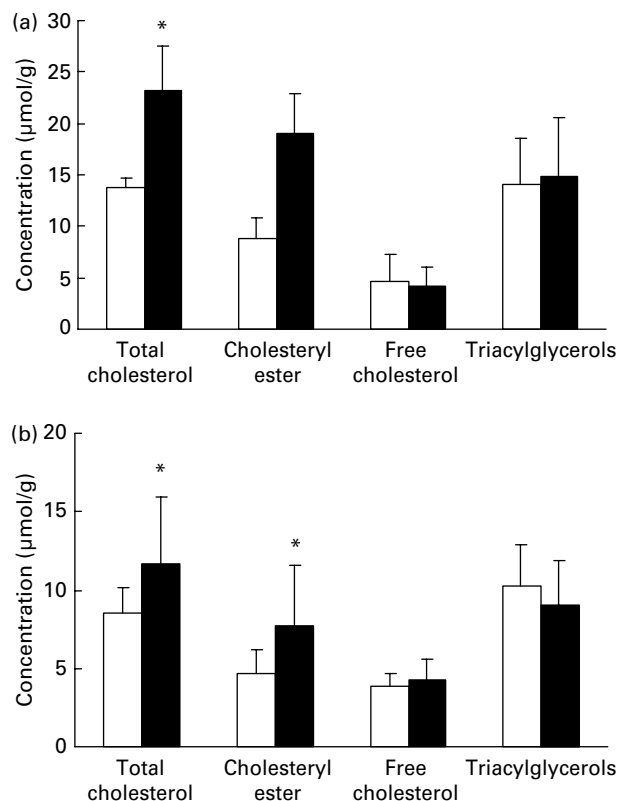 (a)
30
25
20
15
10
5
0
Concentration (μmol/g)
*
Total
cholesterol
Cholesteryl
ester
Free
cholesterol
Triacylglycerols
(b)
20
15
10
5
0
Concentration (μmol/g)
*
*
Total
cholesterol
Cholesteryl
ester
Free
cholesterol
Triacylglycerols